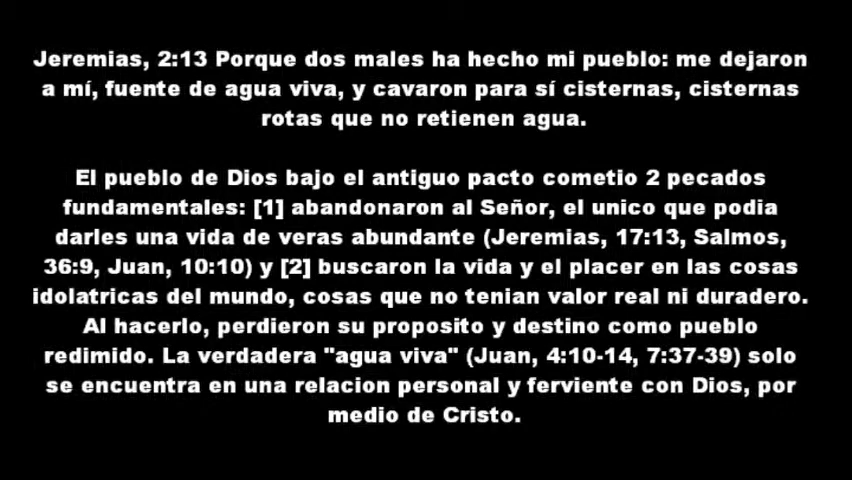 Jeremias, 2:13 Porque dos males ha hecho mi pueblo: me dejaron
a mí, fuente de agua viva, y cavaron para sí cisternas, cisternas
rotas que no retienen agua.
El pueblo de Dios bajo el antiguo pacto cometio 2 pecados
fundamentales: [1] abandonaron al Señor, el unico que podia
darles una vida de veras abundante (Jeremias, 17:13, Salmos,
36:9, Juan, 10:10) y [2] buscaron la vida y el placer en las cosas
idolatricas del mundo, cosas que no tenian valor real ni duradero.
Al hacerlo, perdieron su proposito y destino como pueblo
redimido. La verdadera "agua viva" (Juan, 4:10-14, 7:37-39) solo
se encuentra en una relacion personal y ferviente con Dios, por
medio de Cristo.